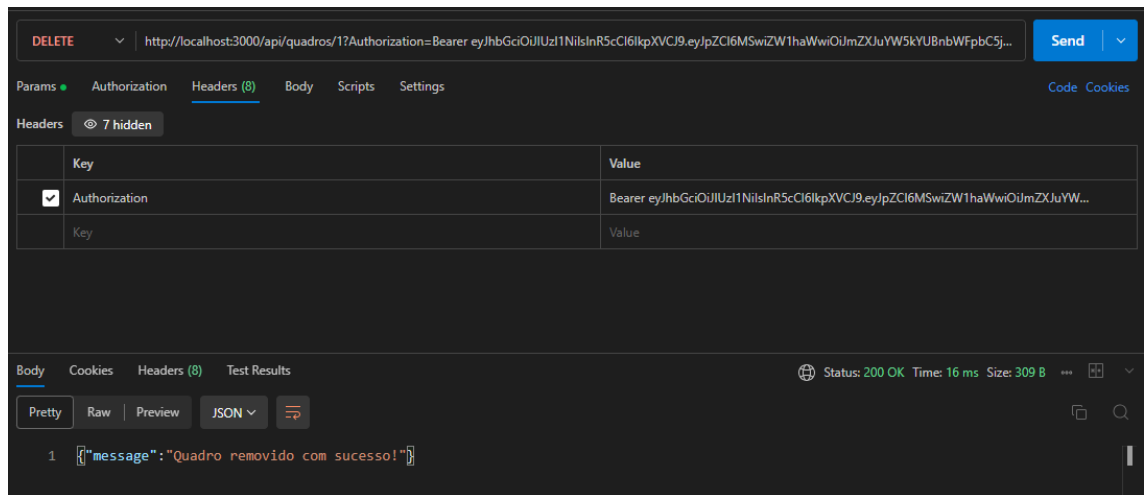 DELETE http://localhost:3000/api/quadros/1?Authorization=Bearer eyJhbGciOiJIUzI1NiIsInR5cCI6IkpXVCJ9.eyJpZCI6MSwiZW1haWwiOiJmZXJuYW5kYUBnbWFpbC5j... Send
Params Authorization Headers (8) Body Scripts Settings Code Cookies
Headers 7 hidden
Key Value
Authorization Bearer eyJhbGciOiJIUzI1NiIsInR5cCI6IkpXVCJ9.eyJpZCI6MSwiZW1haWwiOiJmZXJuYW...
Key Value
Body Cookies Headers (8) Test Results Status: 200 OK Time: 16 ms Size: 309 B
Pretty Raw Preview JSON
1 {"message":"Quadro removido com sucesso!"}